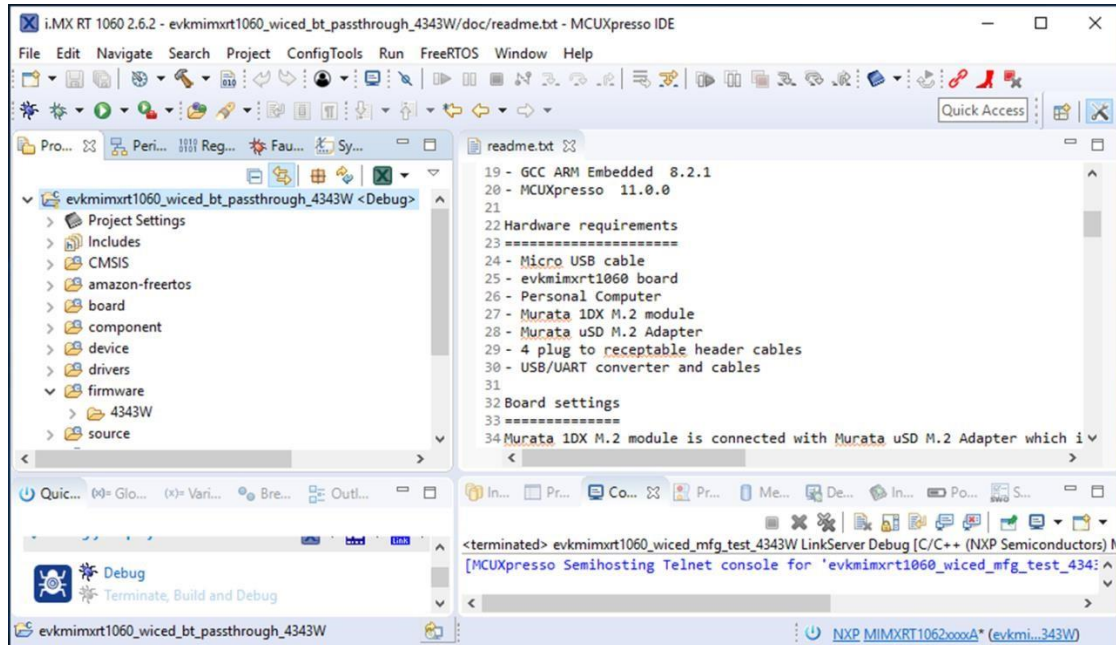 i.MX RT 1060 2.6.2 - evkmimxrt1060_wiced_bt_passthrough_4343W/doc/readme.txt - MCUXpresso IDE
File Edit Navigate Search Project ConfigTools Run FreeRTOS Window Help
Quick Access
Pro... Peri... Reg... Fau... Sy...
evkmimxrt1060_wiced_bt_passthrough_4343W <Debug>
Project Settings
Includes
CMSIS
amazon-freertos
board
component
device
drivers
firmware
4343W
source
readme.txt
19 - GCC ARM Embedded 8.2.1
20 - MCUXpresso 11.0.0
21
22 Hardware requirements
23 =====================
24 - Micro USB cable
25 - evkmimxrt1060 board
26 - Personal Computer
27 - Murata 1DX M.2 module
28 - Murata uSD M.2 Adapter
29 - 4 plug to receptable header cables
30 - USB/UART converter and cables
31
32 Board settings
33 ==============
34 Murata 1DX M.2 module is connected with Murata uSD M.2 Adapter which i
Quic... (x)= Glo... (x)= Vari... Bre... Outl...
Debug
Terminate, Build and Debug
In... Pr... Co... Pr... Me... De... In... Po... S...
<terminated> evkmimxrt1060_wiced_mfg_test_4343W LinkServer Debug [C/C++ (NXP Semiconductors) M
[MCUXpresso Semihosting Telnet console for 'evkmimxrt1060_wiced_mfg_test_434
evkmimxrt1060_wiced_bt_passthrough_4343W
NXP MIMXRT1062xxxxA* (evkmi...343W)